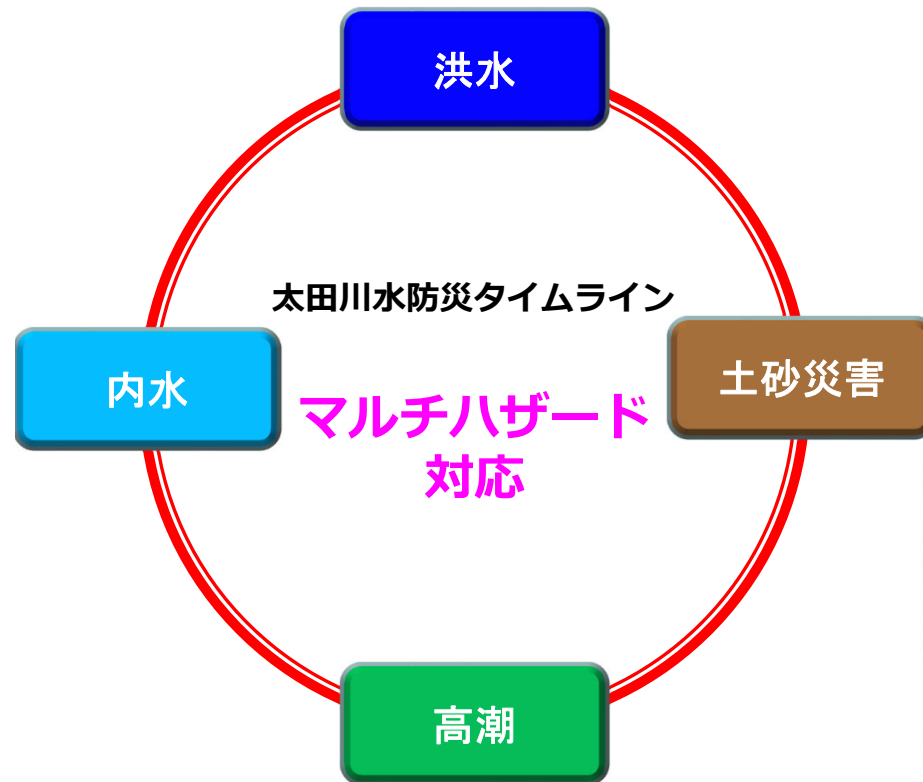 洪水
太田川水防災タイムライン
内水
土砂災害
マルチハザード
対応
高潮